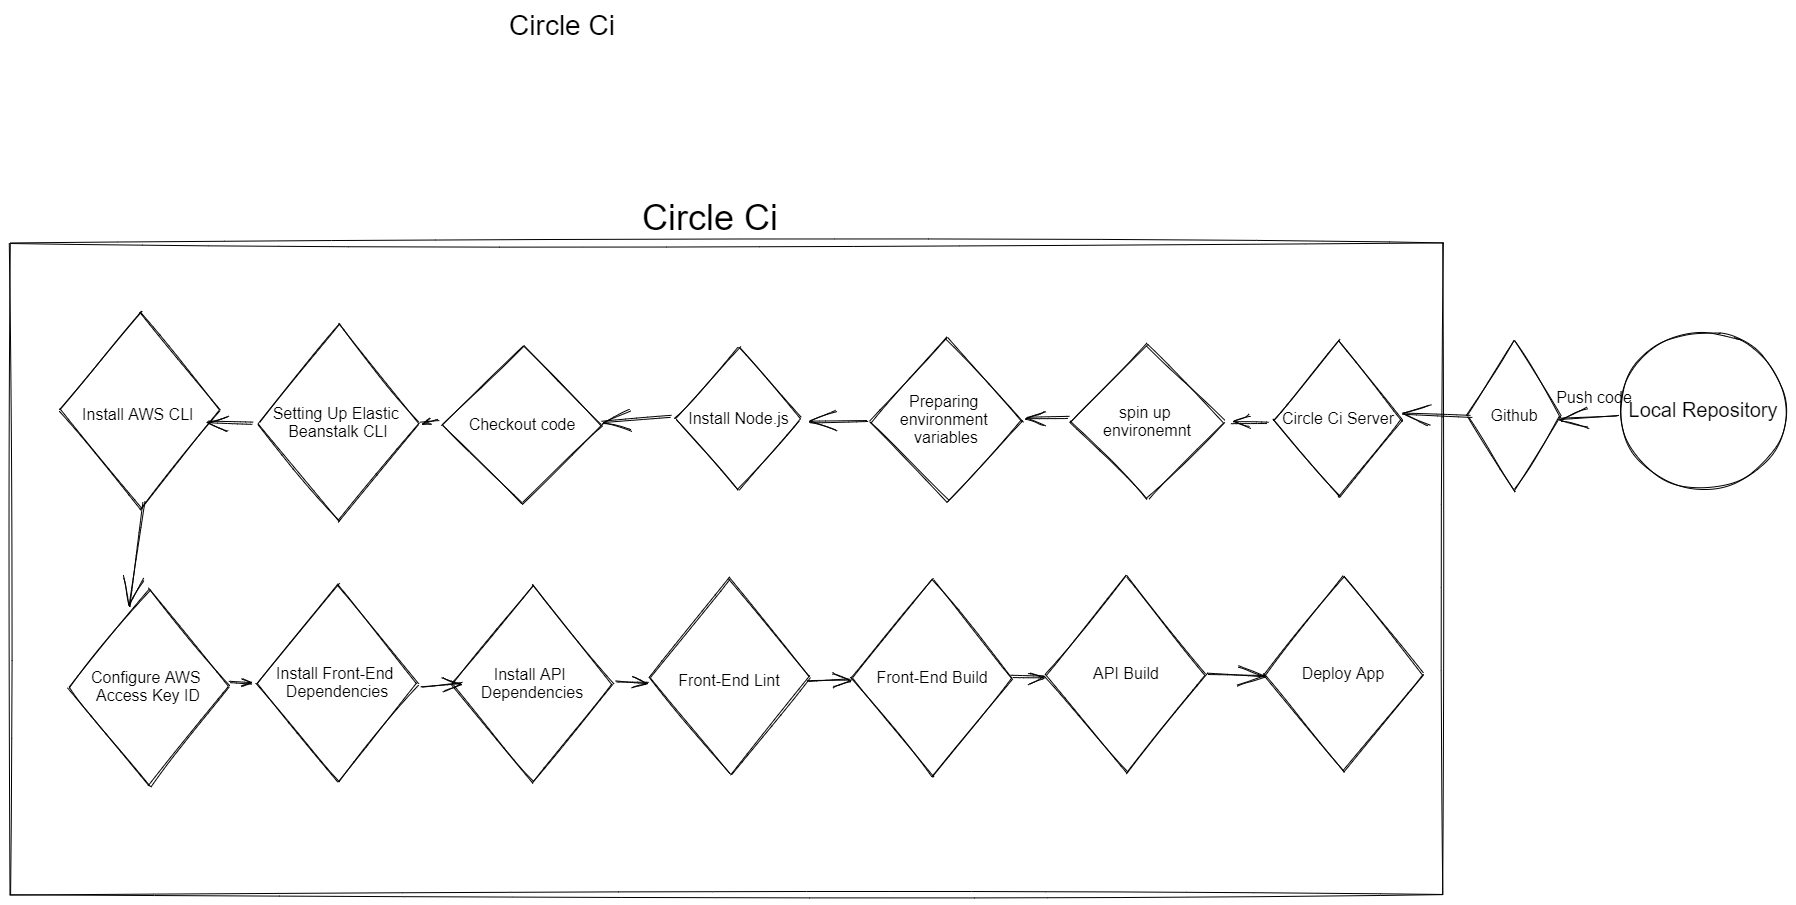 Circle Ci
Circle Ci
Install AWS CLI
Setting Up Elastic
Beanstalk CLI
Checkout code
Install Node.js
Preparing
environment
variables
spin up
environemnt
Circle Ci Server
Github
Push code
Local Repository
Configure AWS
Access Key ID
Install Front-End
Dependencies
Install API
Dependencies
Front-End Lint
Front-End Build
API Build
Deploy App